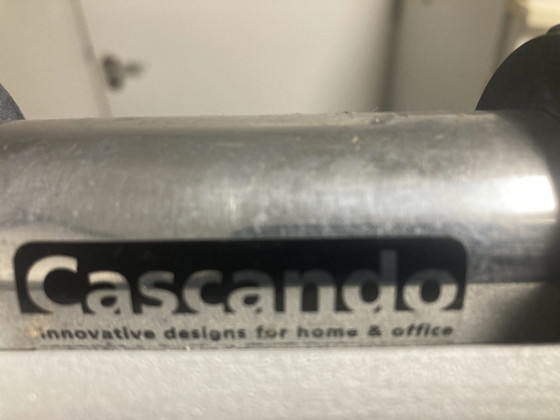 Cascando
innovative designs for home & office